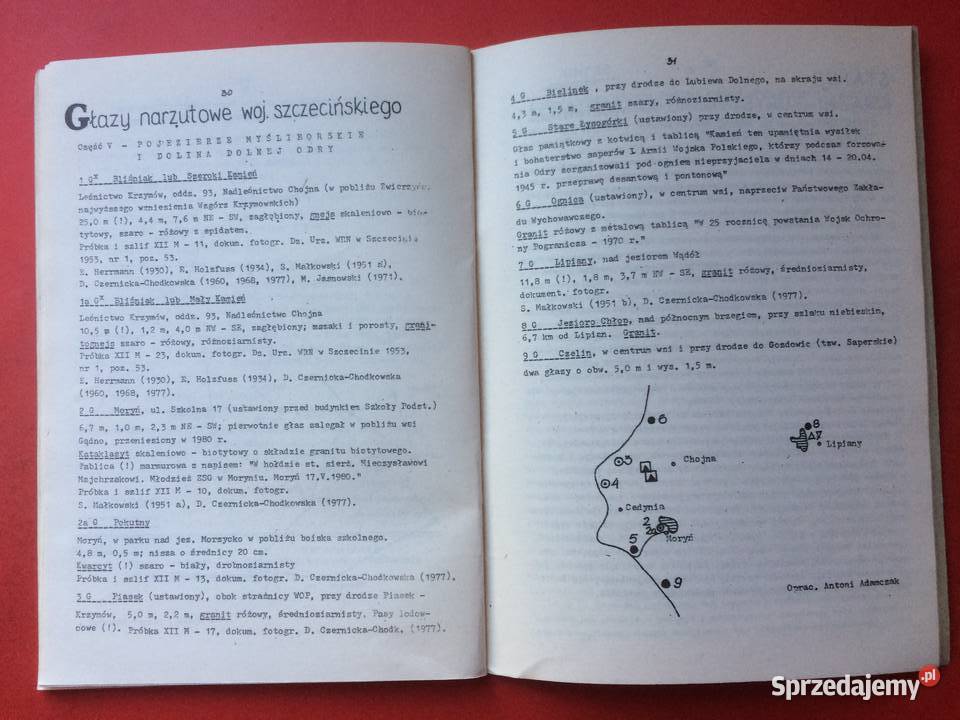 30
Głazy narzutowe woj. szczecińskiego
Część V - POJEZIERZE MYŚLIBORSKIE
I DOLINA DOLNEJ ODRY
1 Gx Bliźniak lub Szeroki Kamień
Leśnictwo Krzymów, oddz. 93, Nadleśnictwo Chojna (w pobliżu Zwierzyńc,
najwyższego wzniesienia Wzgórz Krzymowskich)
25,0 m (!), 4,4 m, 7,6 m NE - SW, zagłębiony, gnejs skaleniowo - bio-
tytowy, szaro - różowy z epidotem.
Próbka i szlif XII M - 11, dokum. fotogr. Dz. Urz. WRN w Szczecinie
1953, nr 1, poz. 53.
E. Herrmann (1930), K. Holzfuss (1934), S. Małkowski (1951 a),
D. Czernicka-Chodkowska (1960, 1968, 1977), M. Jasnowski (1971).
1a Gx Bliźniak lub Mały Kamień
Leśnictwo Krzymów, oddz. 93, Nadleśnictwo Chojna
10,5 m (!), 1,2 m, 4,0 m NW - SE, zagłębiony; mszaki i porosty, grani-
tognejs szaro - różowy, różnoziarnisty.
Próbka XII M - 23, dokum. fotogr. Dz. Urz. WRN w Szczecinie 1953,
nr 1, poz. 53.
E. Herrmann (1930), K. Holzfuss (1934), D. Czernicka-Chodkowska
(1960, 1968, 1977).
2 G Moryń, ul. Szkolna 17 (ustawiony przed budynkiem Szkoły Podst.)
6,7 m, 1,0 m, 2,3 m NE - SW; pierwotnie głaz zalegał w pobliżu wsi
Gądno, przeniesiony w 1980 r.
Kataklazyt skaleniowo - biotytowy o składzie granitu biotytowego.
Tablica (!) marmurowa z napisem: "W hołdzie st. sierż. Mieczysławowi
Majchrzakowi. Młodzież ZSG w Moryniu. Moryń 17.V.1980."
Próbka i szlif XII M - 10, dokum. fotogr.
S. Małkowski (1951 a), D. Czernicka-Chodkowska (1977).
2a G Pokutny
Moryń, w parku nad jez. Morzycko w pobliżu boiska szkolnego.
4,8 m, 0,5 m; nisza o średnicy 20 cm.
Kwarcyt (!) szaro - biały, drobnoziarnisty
Próbka i szlif XII M - 13, dokum. fotogr. D. Czernicka-Chodkowska (1977).
3 G Piasek (ustawiony), obok strażnicy WOP, przy drodze Piasek -
Krzymów, 5,0 m, 2,2 m, granit różowy, średnioziarnisty. Rysy lodow-
cowe (!). Próbka XII M - 17, dokum. fotogr. D. Czernicka-Chodk. (1977).
31
4 G Bielinek, przy drodze do Lubiewa Dolnego, na skraju wsi.
4,3 m, 1,5 m, granit szary, różnoziarnisty.
5 G Stare Łysogórki (ustawiony) przy drodze, w centrum wsi.
Głaz pamiątkowy z kotwicą i tablicą "Kamień ten upamiętnia wysiłek
i bohaterstwo saperów I Armii Wojska Polskiego, którzy podczas forsowa-
nia Odry zorganizowali pod ogniem nieprzyjaciela w dniach 14 - 20.04.
1945 r. przeprawę desantową i pontonową"
6 G Ognica (ustawiony), w centrum wsi, naprzeciw Państwowego Zakła-
du Wychowawczego.
Granit różowy z metalową tablicą "W 25 rocznicę powstania Wojsk Ochro-
ny Pogranicza - 1970 r."
7 G Lipiany, nad jeziorem Wądół
11,8 m (!), 1,8 m, 3,7 m NW - SE, granit różowy, średnioziarnisty,
dokument. fotogr.
S. Małkowski (1951 b), D. Czernicka-Chodkowska (1977).
8 G Jezioro Chłop, nad północnym brzegiem, przy szlaku niebieskim,
6,7 km od Lipian. Granit.
9 G Czelin, w centrum wsi i przy drodze do Gozdowic (tzw. Saperskie)
dwa głazy o obw. 5,0 m i wys. 1,5 m.
6
8
3
Chojna
Lipiany
4
Cedynia
2
2a
Moryń
5
9
Oprac. Antoni Adamczak
Sprzedajemy.pl